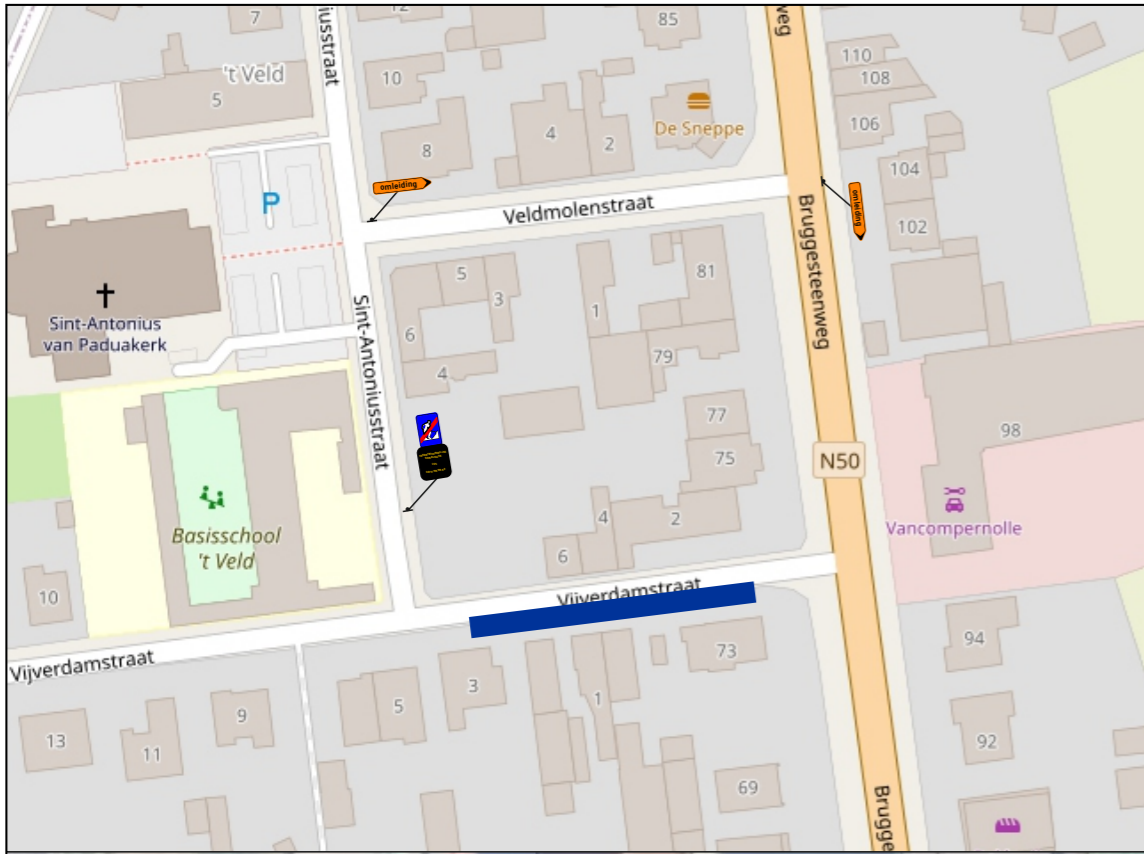 12
7
iusstraat
85
weg
't Veld
5
10
110
108
106
De Sneppe
4
2
8
omleiding
P
104
omleiding
102
Veldmolenstraat
Bruggesteenweg
5
3
81
1
6
Sint-Antonius
van Paduakerk
Sint-Antoniusstraat
79
4
77
98
75
N50
Basisschool
't Veld
Vancompernolle
4
2
6
10
Vijverdamstraat
94
Vijverdamstraat
73
3
5
1
9
13
11
92
69
Brugge